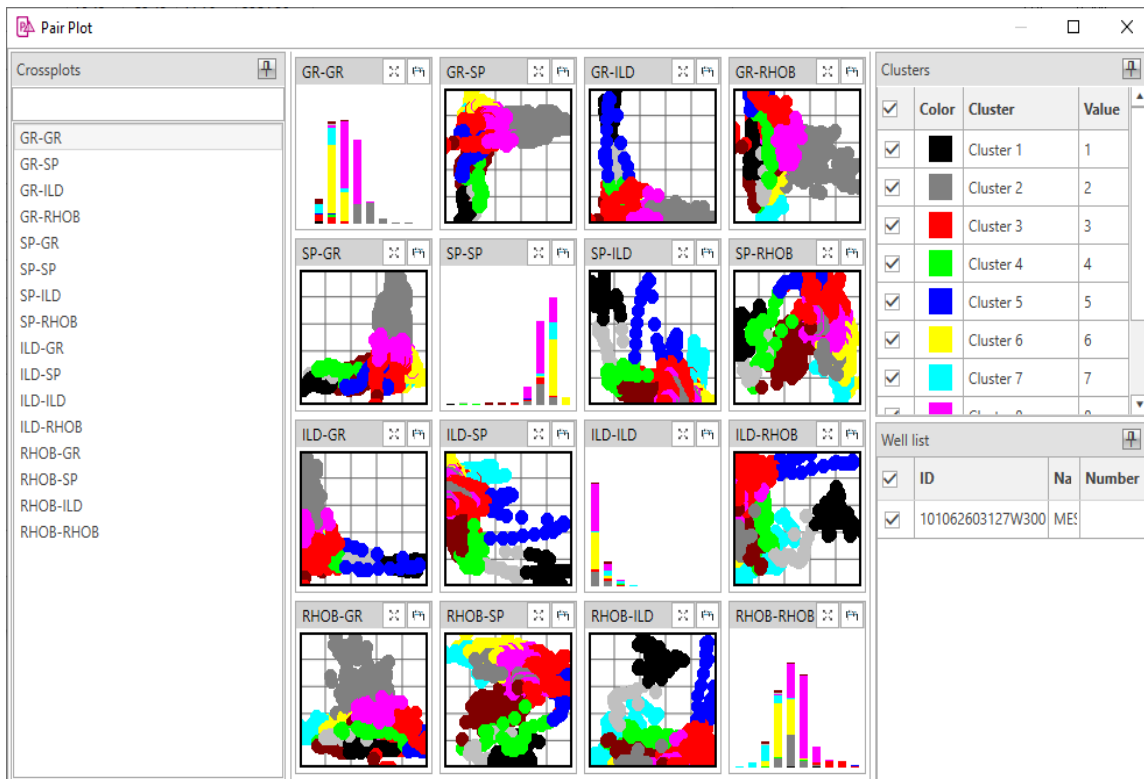 Pair Plot
Crossplots
GR-GR
GR-SP
GR-ILD
GR-RHOB
SP-GR
SP-SP
SP-ILD
SP-RHOB
ILD-GR
ILD-SP
ILD-ILD
ILD-RHOB
RHOB-GR
RHOB-SP
RHOB-ILD
RHOB-RHOB
GR-GR GR-SP GR-ILD GR-RHOB
SP-GR SP-SP SP-ILD SP-RHOB
ILD-GR ILD-SP ILD-ILD ILD-RHOB
RHOB-GR RHOB-SP RHOB-ILD RHOB-RHOB
Clusters
Color Cluster Value
Cluster 1 1
Cluster 2 2
Cluster 3 3
Cluster 4 4
Cluster 5 5
Cluster 6 6
Cluster 7 7
Well list
ID Na Number
101062603127W300 MES